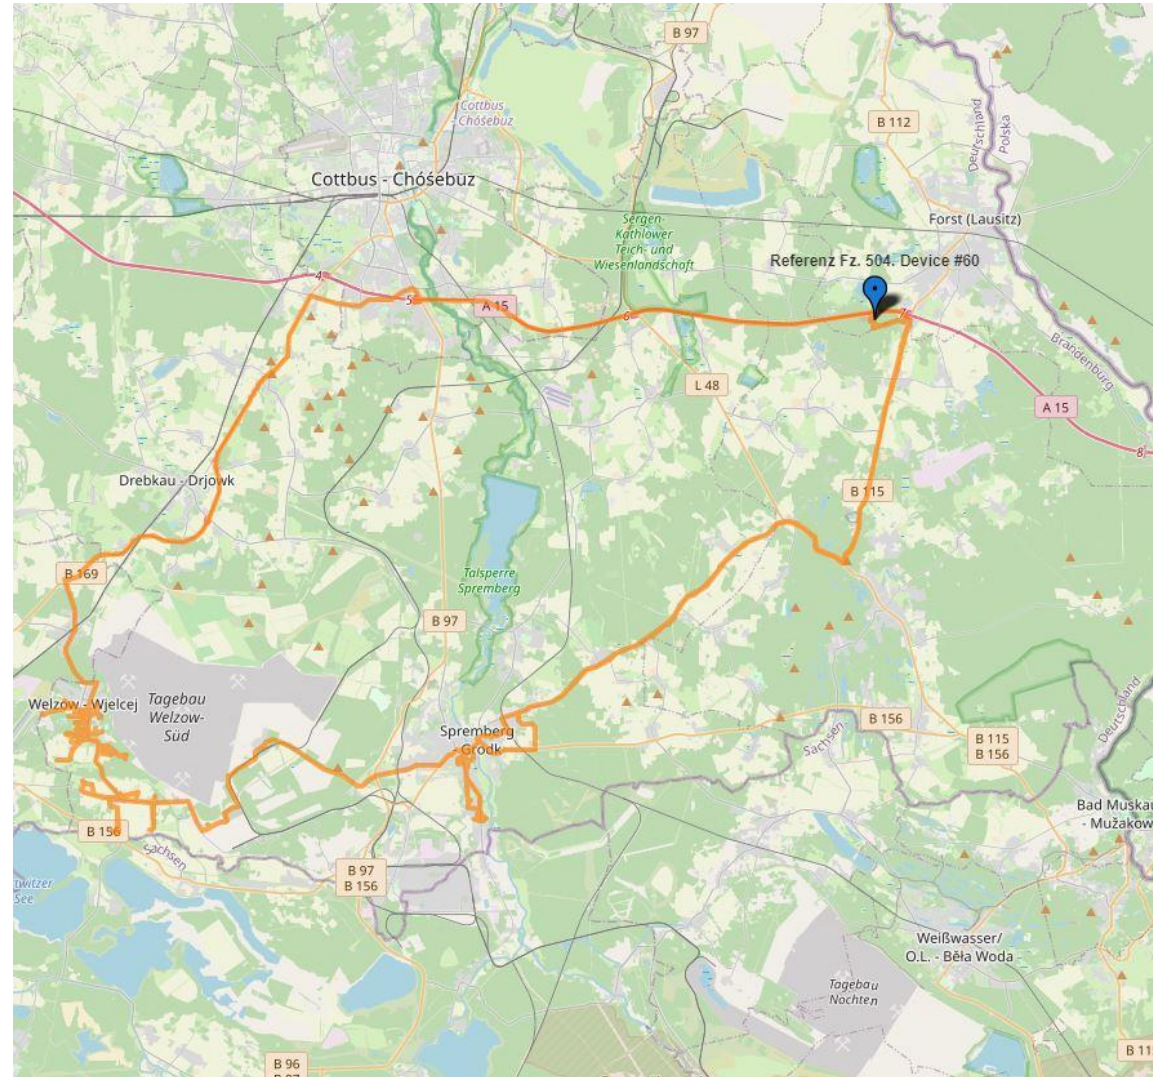 B 97
Cottbus
- Chóśebuz
B 112
Deutschland
Polska
Cottbus - Chóśebuz
Forst (Lausitz)
Sergen-
Kathlower
Teich- und
Wiesenlandschaft
Referenz Fz. 504. Device #60
4
5
A 15
6
7
Brandenburg
L 48
A 15
8
Drebkau - Drjowk
B 115
B 169
Talsperre
Spremberg
B 97
Welzow - Wjelcej
Tagebau
Welzow-
Süd
Spremberg
- Grodk
B 156
Sachsen
Deutschland
B 115
B 156
Bad Muskau
- Mužakow
B 156
Sachsen
B 97
B 156
See
Weißwasser/
O.L. - Běła Woda
Tagebau
Nochten
B 96